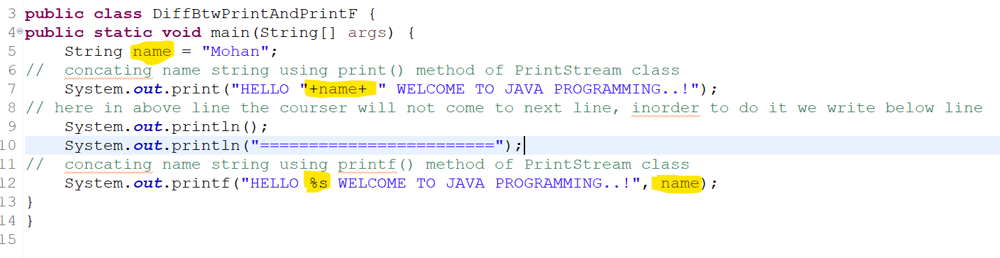 3 public class DiffBtwPrintAndPrintF {
4 public static void main(String[] args) {
5     String name = "Mohan";
6 //  concating name string using print() method of PrintStream class
7     System.out.print("HELLO "+name+ " WELCOME TO JAVA PROGRAMMING..!");
8 // here in above line the courser will not come to next line, inorder to do it we write below line
9     System.out.println();
10     System.out.println("========================");
11 //  concating name string using printf() method of PrintStream class
12     System.out.printf("HELLO %s WELCOME TO JAVA PROGRAMMING..!", name);
13 }
14 }
15